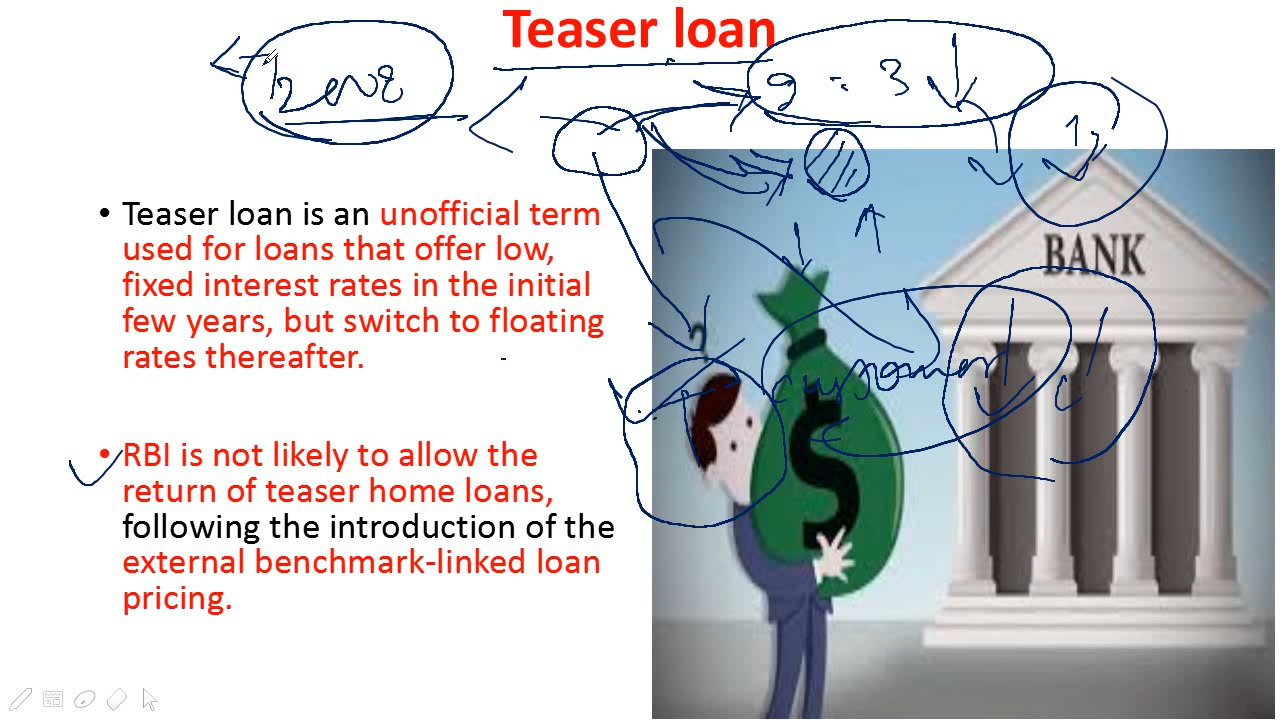 Teaser loan
• Teaser loan is an unofficial term
used for loans that offer low,
fixed interest rates in the initial
few years, but switch to floating
rates thereafter.
• RBI is not likely to allow the
return of teaser home loans,
following the introduction of the
external benchmark-linked loan
pricing.
BANK
$